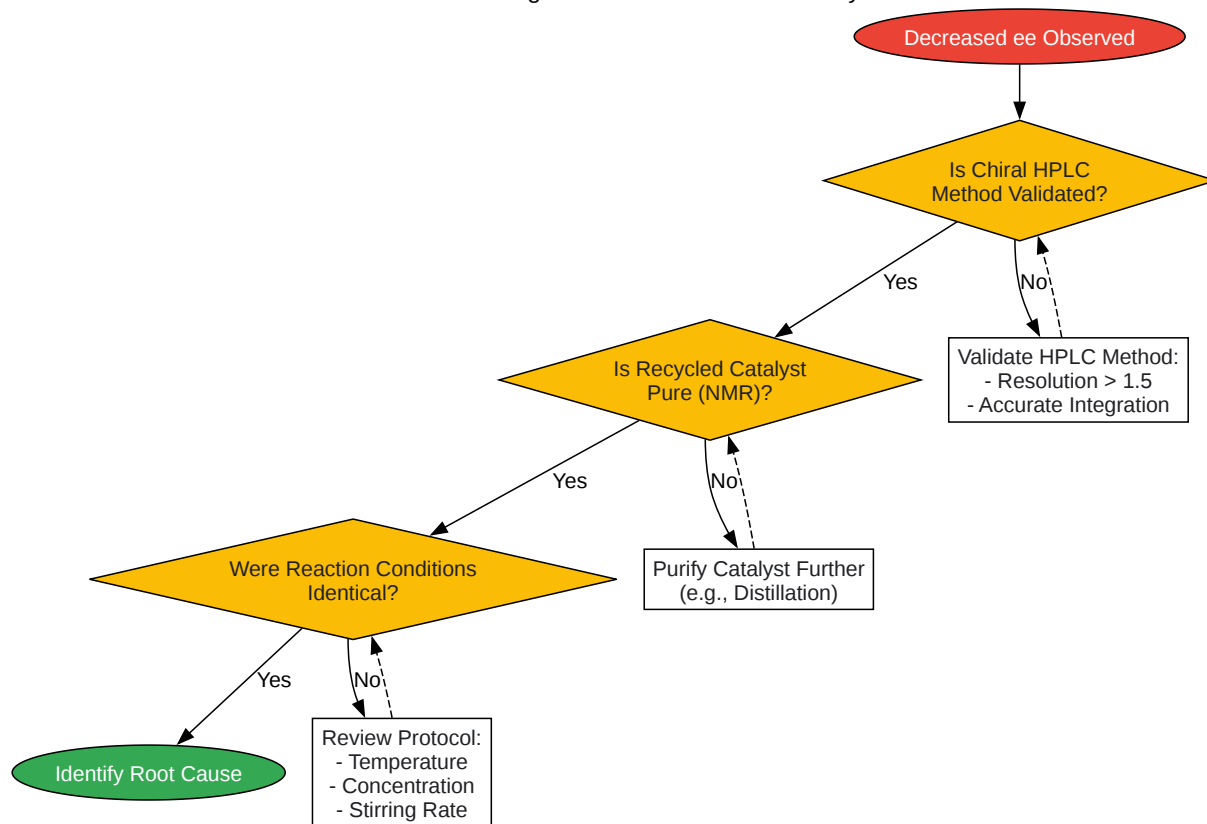 Decreased ee Observed
Is Chiral HPLC
Method Validated?
Yes
No
Validate HPLC Method:
- Resolution > 1.5
- Accurate Integration
Is Recycled Catalyst
Pure (NMR)?
Yes
No
Purify Catalyst Further
(e.g., Distillation)
Were Reaction Conditions
Identical?
Yes
No
Identify Root Cause
Review Protocol:
- Temperature
- Concentration
- Stirring Rate